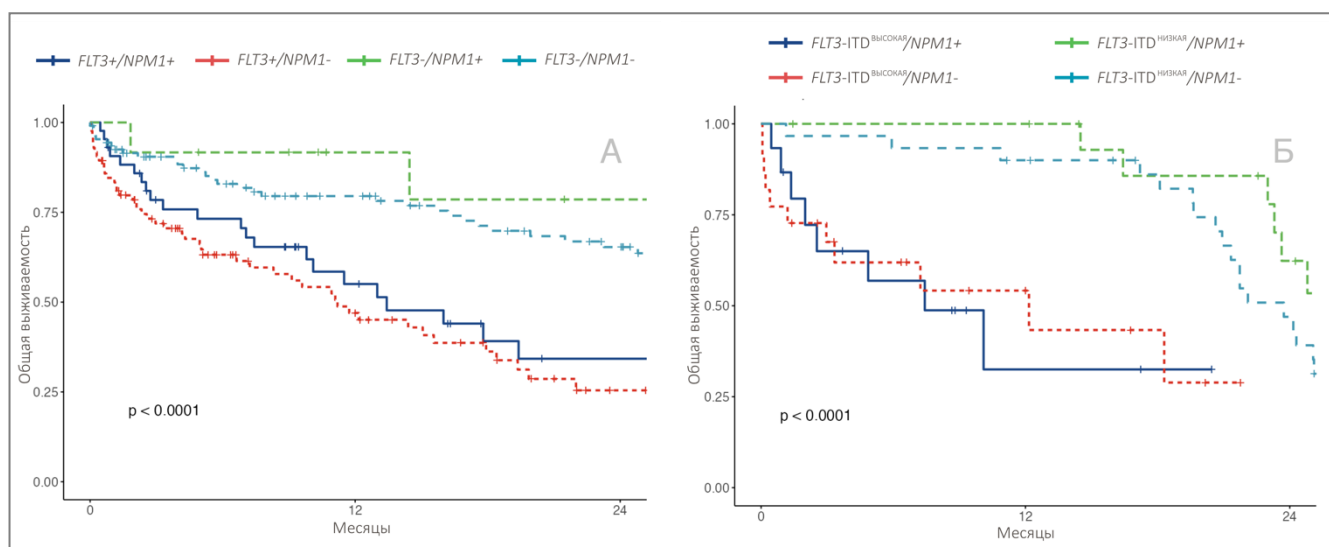 FLT3+/NPM1+ FLT3+/NPM1- FLT3-/NPM1+ FLT3-/NPM1-
А
Общая выживаемость
1.00
0.75
0.50
0.25
0.00
p < 0.0001
0 12 24
Месяцы
FLT3-ITDВЫСОКАЯ/NPM1+ FLT3-ITDНИЗКАЯ/NPM1+
FLT3-ITDВЫСОКАЯ/NPM1- FLT3-ITDНИЗКАЯ/NPM1-
Б
Общая выживаемость
1.00
0.75
0.50
0.25
0.00
p < 0.0001
0 12 24
Месяцы